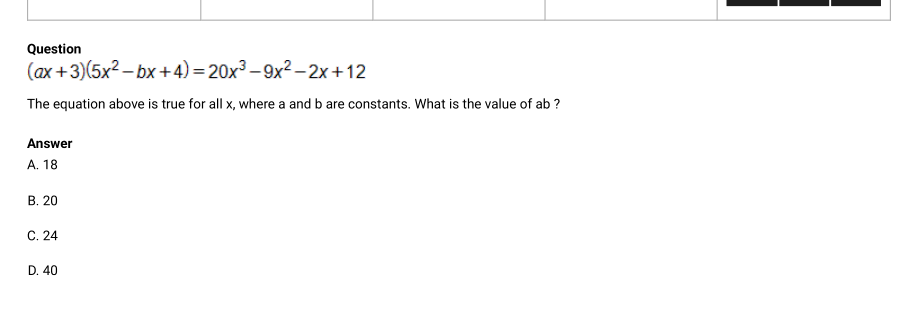 Question
(ax+3)(5x² – bx+4) = 20x³ – 9x² – 2x+12
The equation above is true for all x, where a and b are constants. What is the value of ab ?
Answer
A. 18
B. 20
C. 24
D. 40